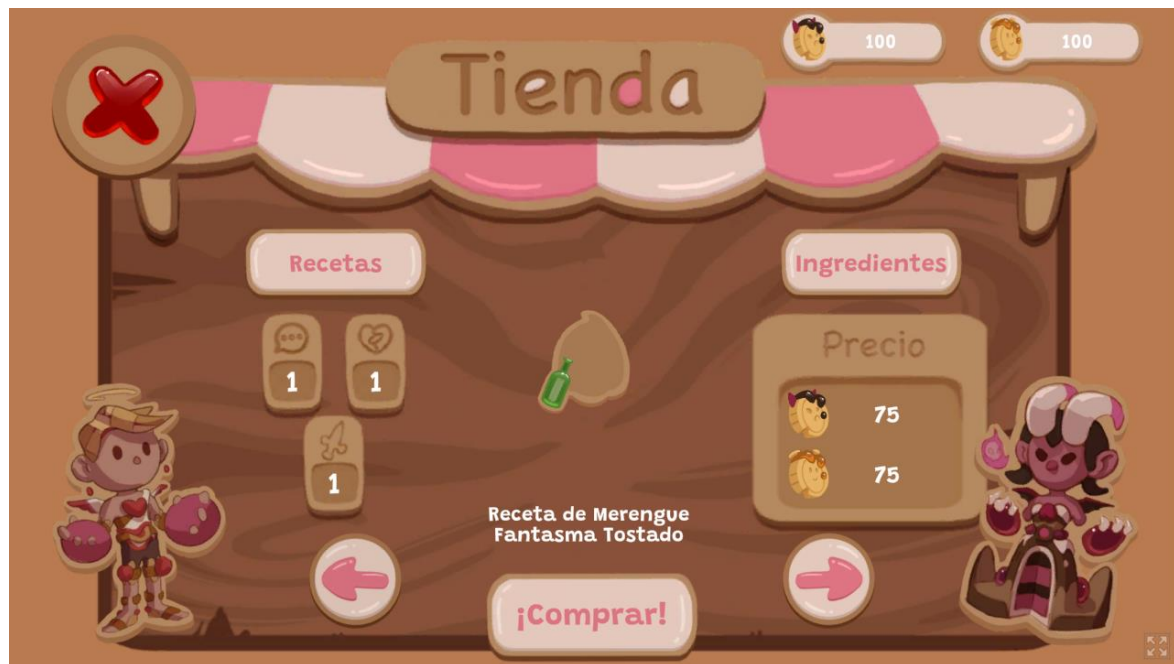 100
100
Tienda
Recetas
Ingredientes
Precio
1
1
75
75
1
Receta de Merengue
Fantasma Tostado
¡Comprar!